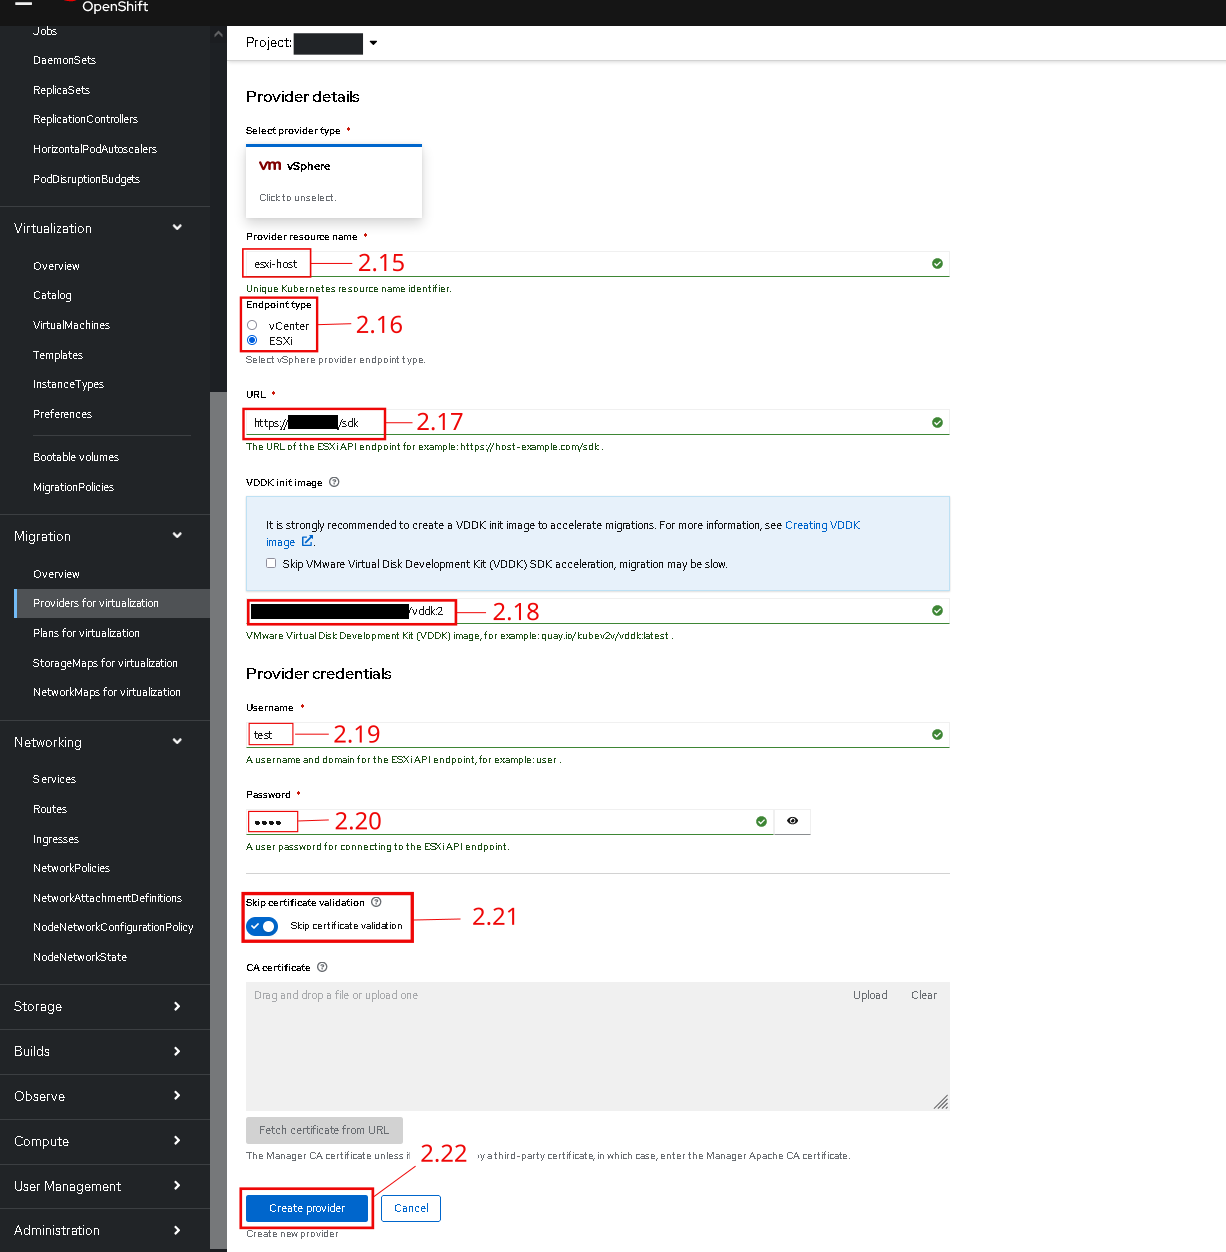 OpenShift
Jobs
DaemonSets
ReplicaSets
ReplicationControllers
HorizontalPodAutoscalers
PodDisruptionBudgets
Virtualization
Overview
Catalog
VirtualMachines
Templates
InstanceTypes
Preferences
Bootable volumes
MigrationPolicies
Migration
Overview
Providers for virtualization
Plans for virtualization
StorageMaps for virtualization
NetworkMaps for virtualization
Networking
Services
Routes
Ingresses
NetworkPolicies
NetworkAttachmentDefinitions
NodeNetworkConfigurationPolicy
NodeNetworkState
Storage
Builds
Observe
Compute
User Management
Administration
Project:
Provider details
Select provider type *
vm vSphere
Click to unselect.
Provider resource name *
esxi-host 2.15
Unique Kubernetes resource name identifier.
Endpoint type
vCenter 2.16
ESXi
Select vSphere provider endpoint type.
URL *
https:// /sdk 2.17
The URL of the ESXi API endpoint for example: https://host-example.com/sdk .
VDDK init image
It is strongly recommended to create a VDDK init image to accelerate migrations. For more information, see Creating VDDK
image .
Skip VMware Virtual Disk Development Kit (VDDK) SDK acceleration, migration may be slow.
/vddk:2 2.18
VMware Virtual Disk Development Kit (VDDK) image, for example: quay.io/kubev2v/vddk:latest .
Provider credentials
Username *
test 2.19
A username and domain for the ESXi API endpoint, for example: user .
Password *
•••• 2.20
A user password for connecting to the ESXi API endpoint.
Skip certificate validation
Skip certificate validation 2.21
CA certificate
Drag and drop a file or upload one Upload Clear
Fetch certificate from URL
The Manager CA certificate unless it 2.22 y a third-party certificate, in which case, enter the Manager Apache CA certificate.
Create provider Cancel
Create new provider